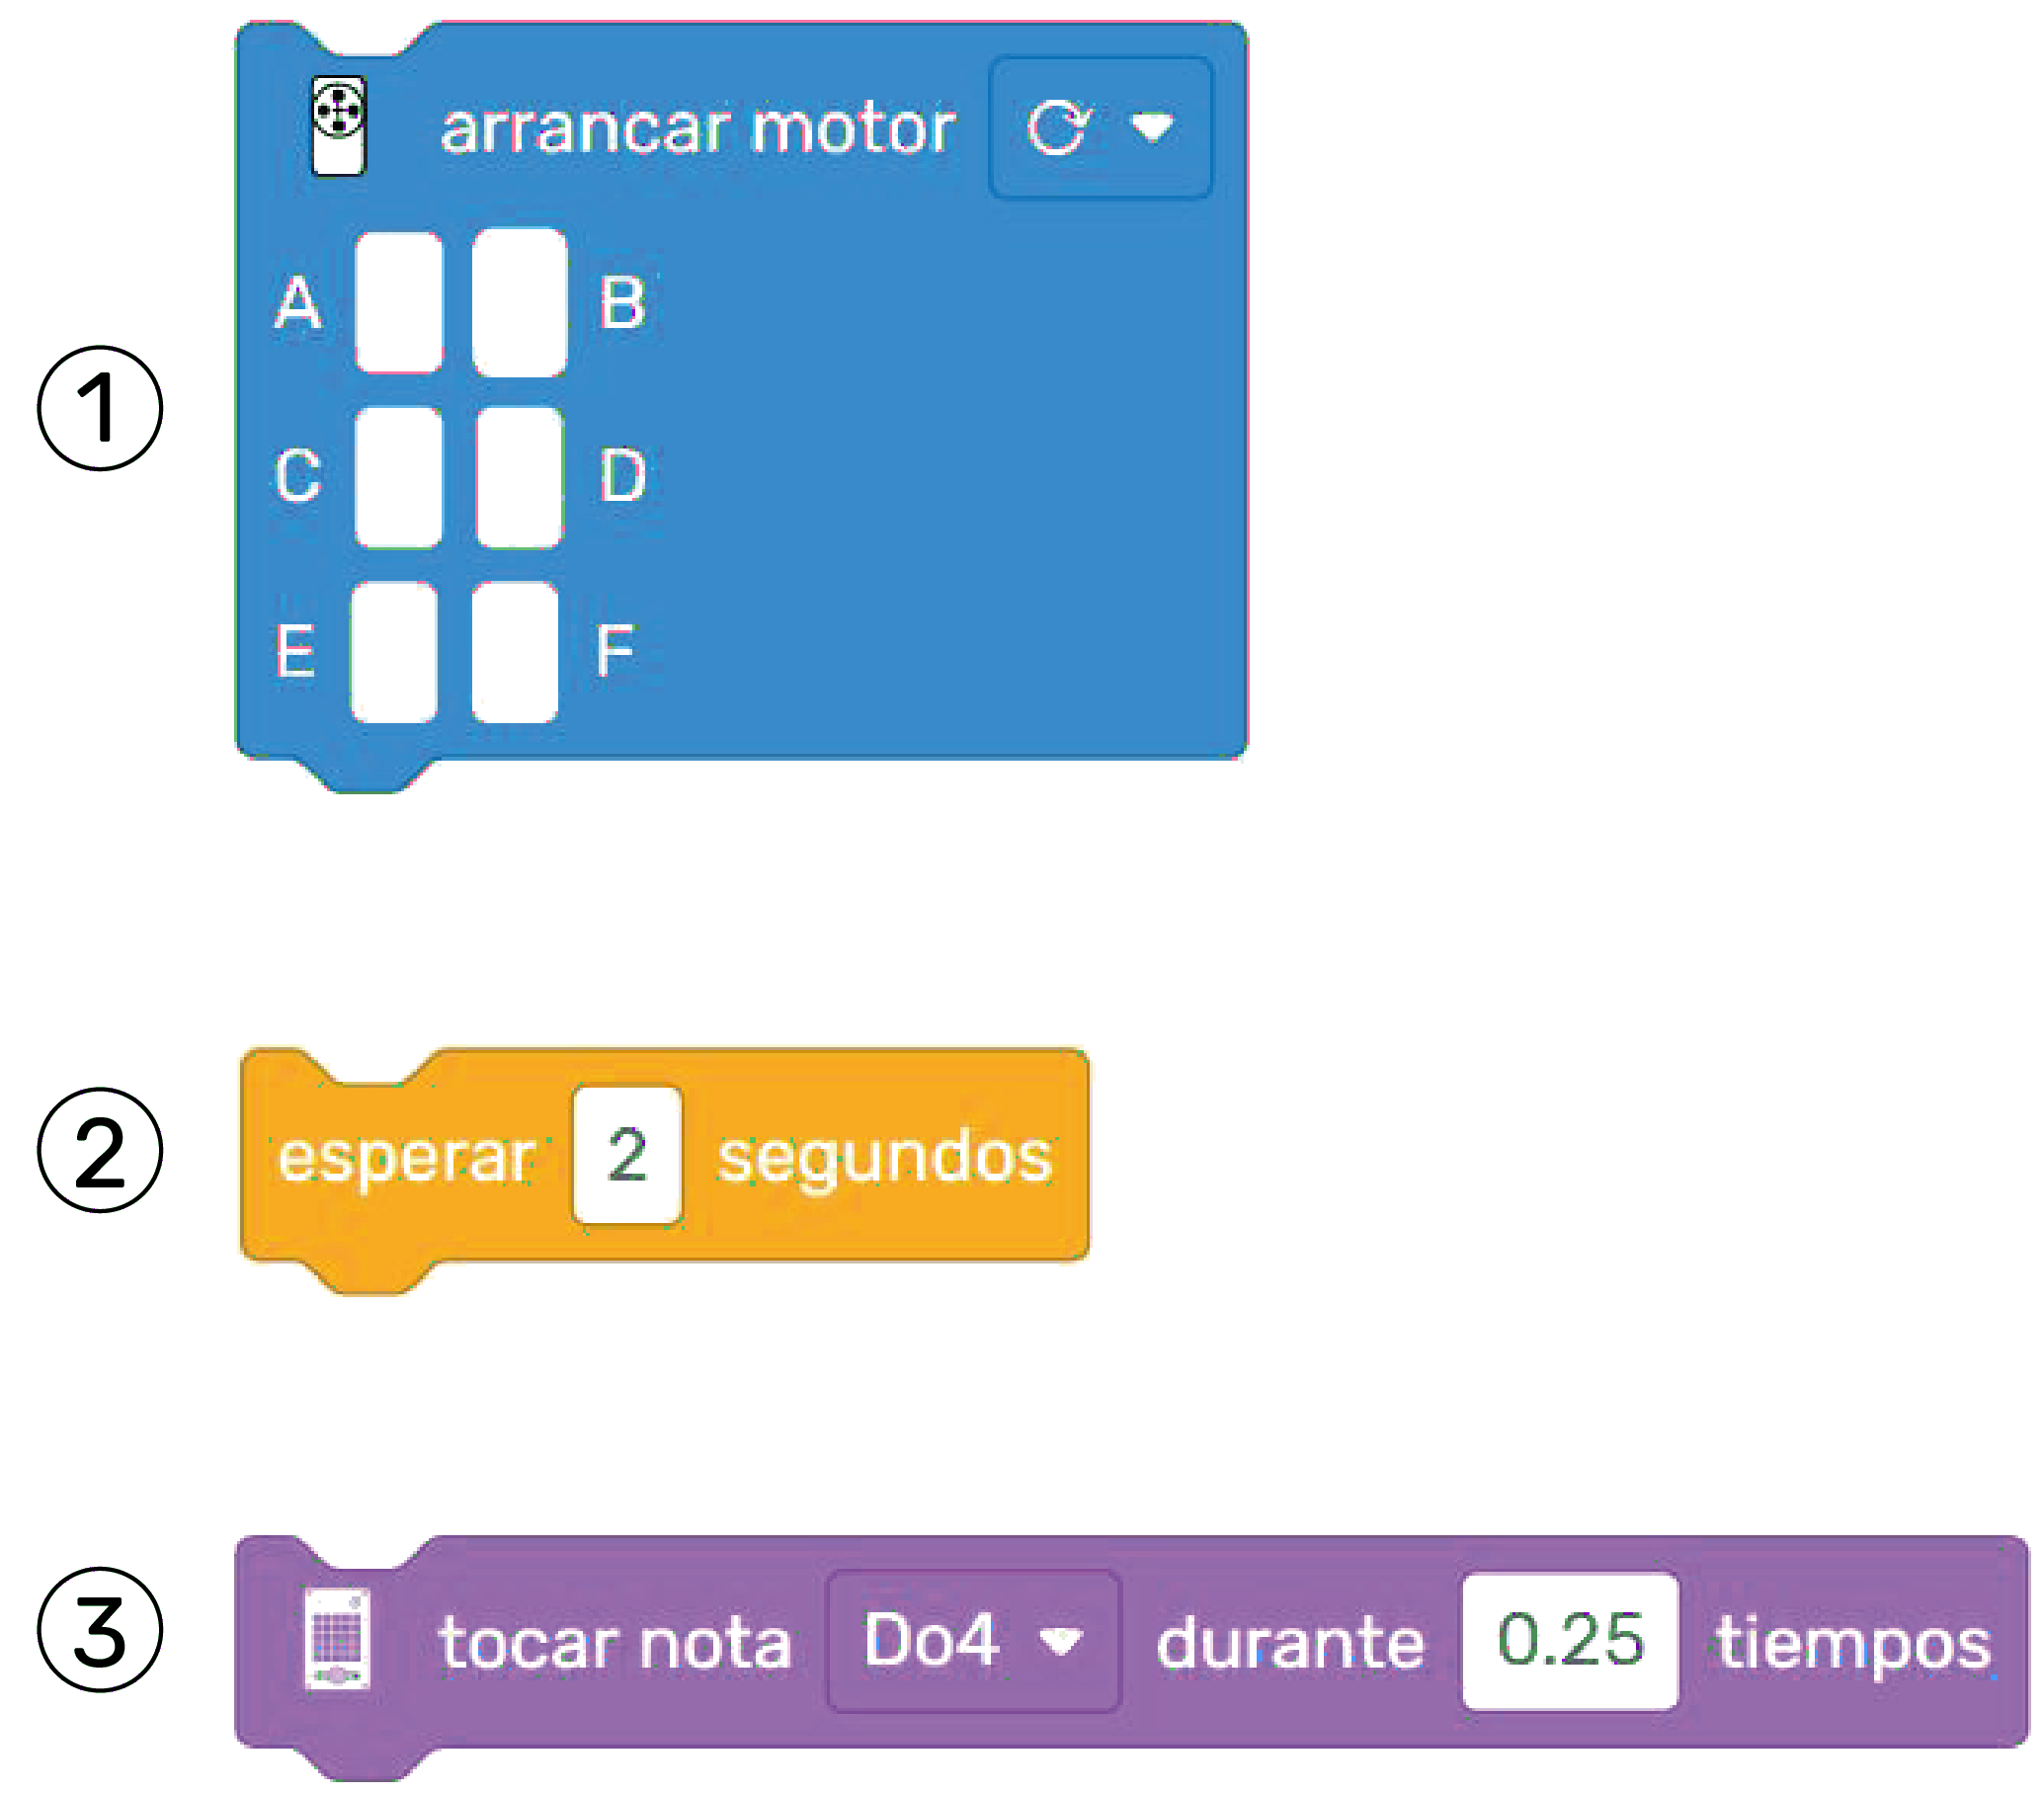 1
arrancar motor
A B
C D
E F
2
esperar 2 segundos
3
tocar nota Do4 durante 0.25 tiempos